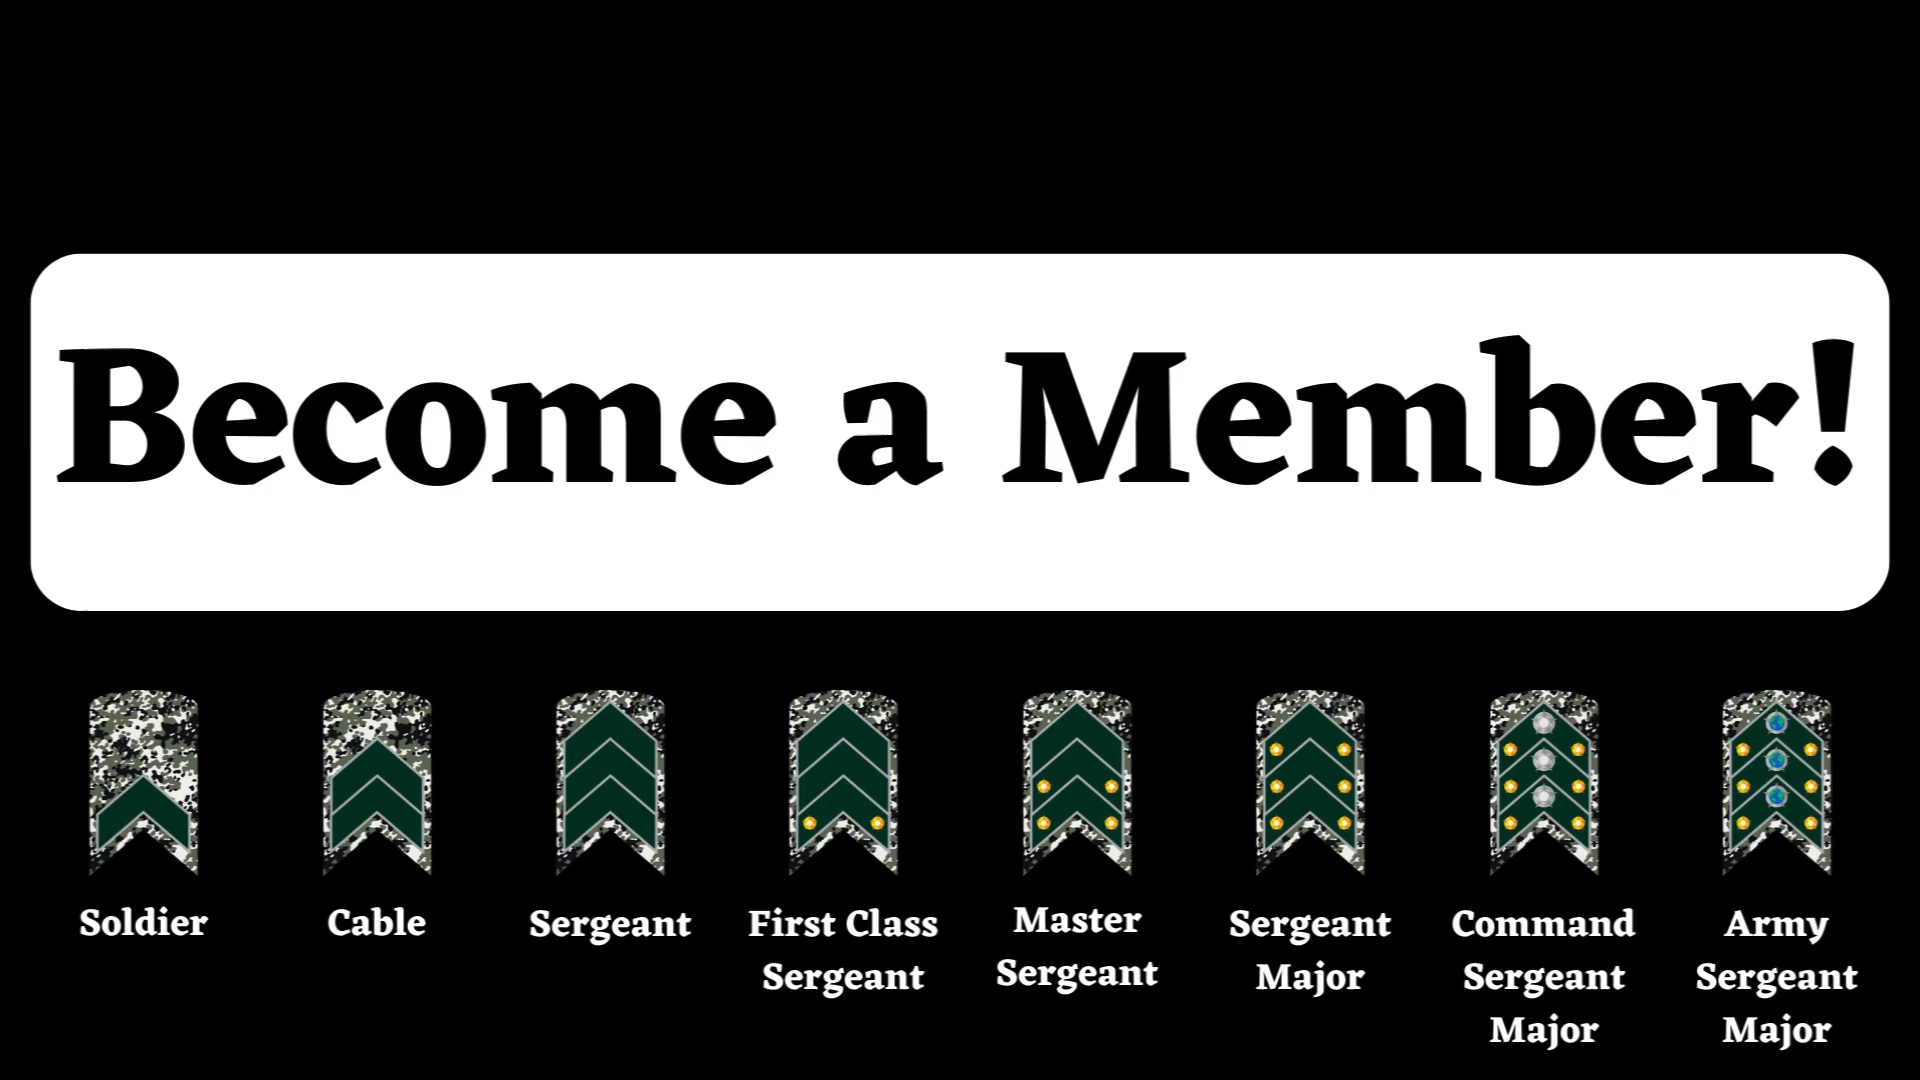 Become a Member!
Soldier
Cable
Sergeant
First Class
Sergeant
Master
Sergeant
Sergeant
Major
Command
Sergeant
Major
Army
Sergeant
Major